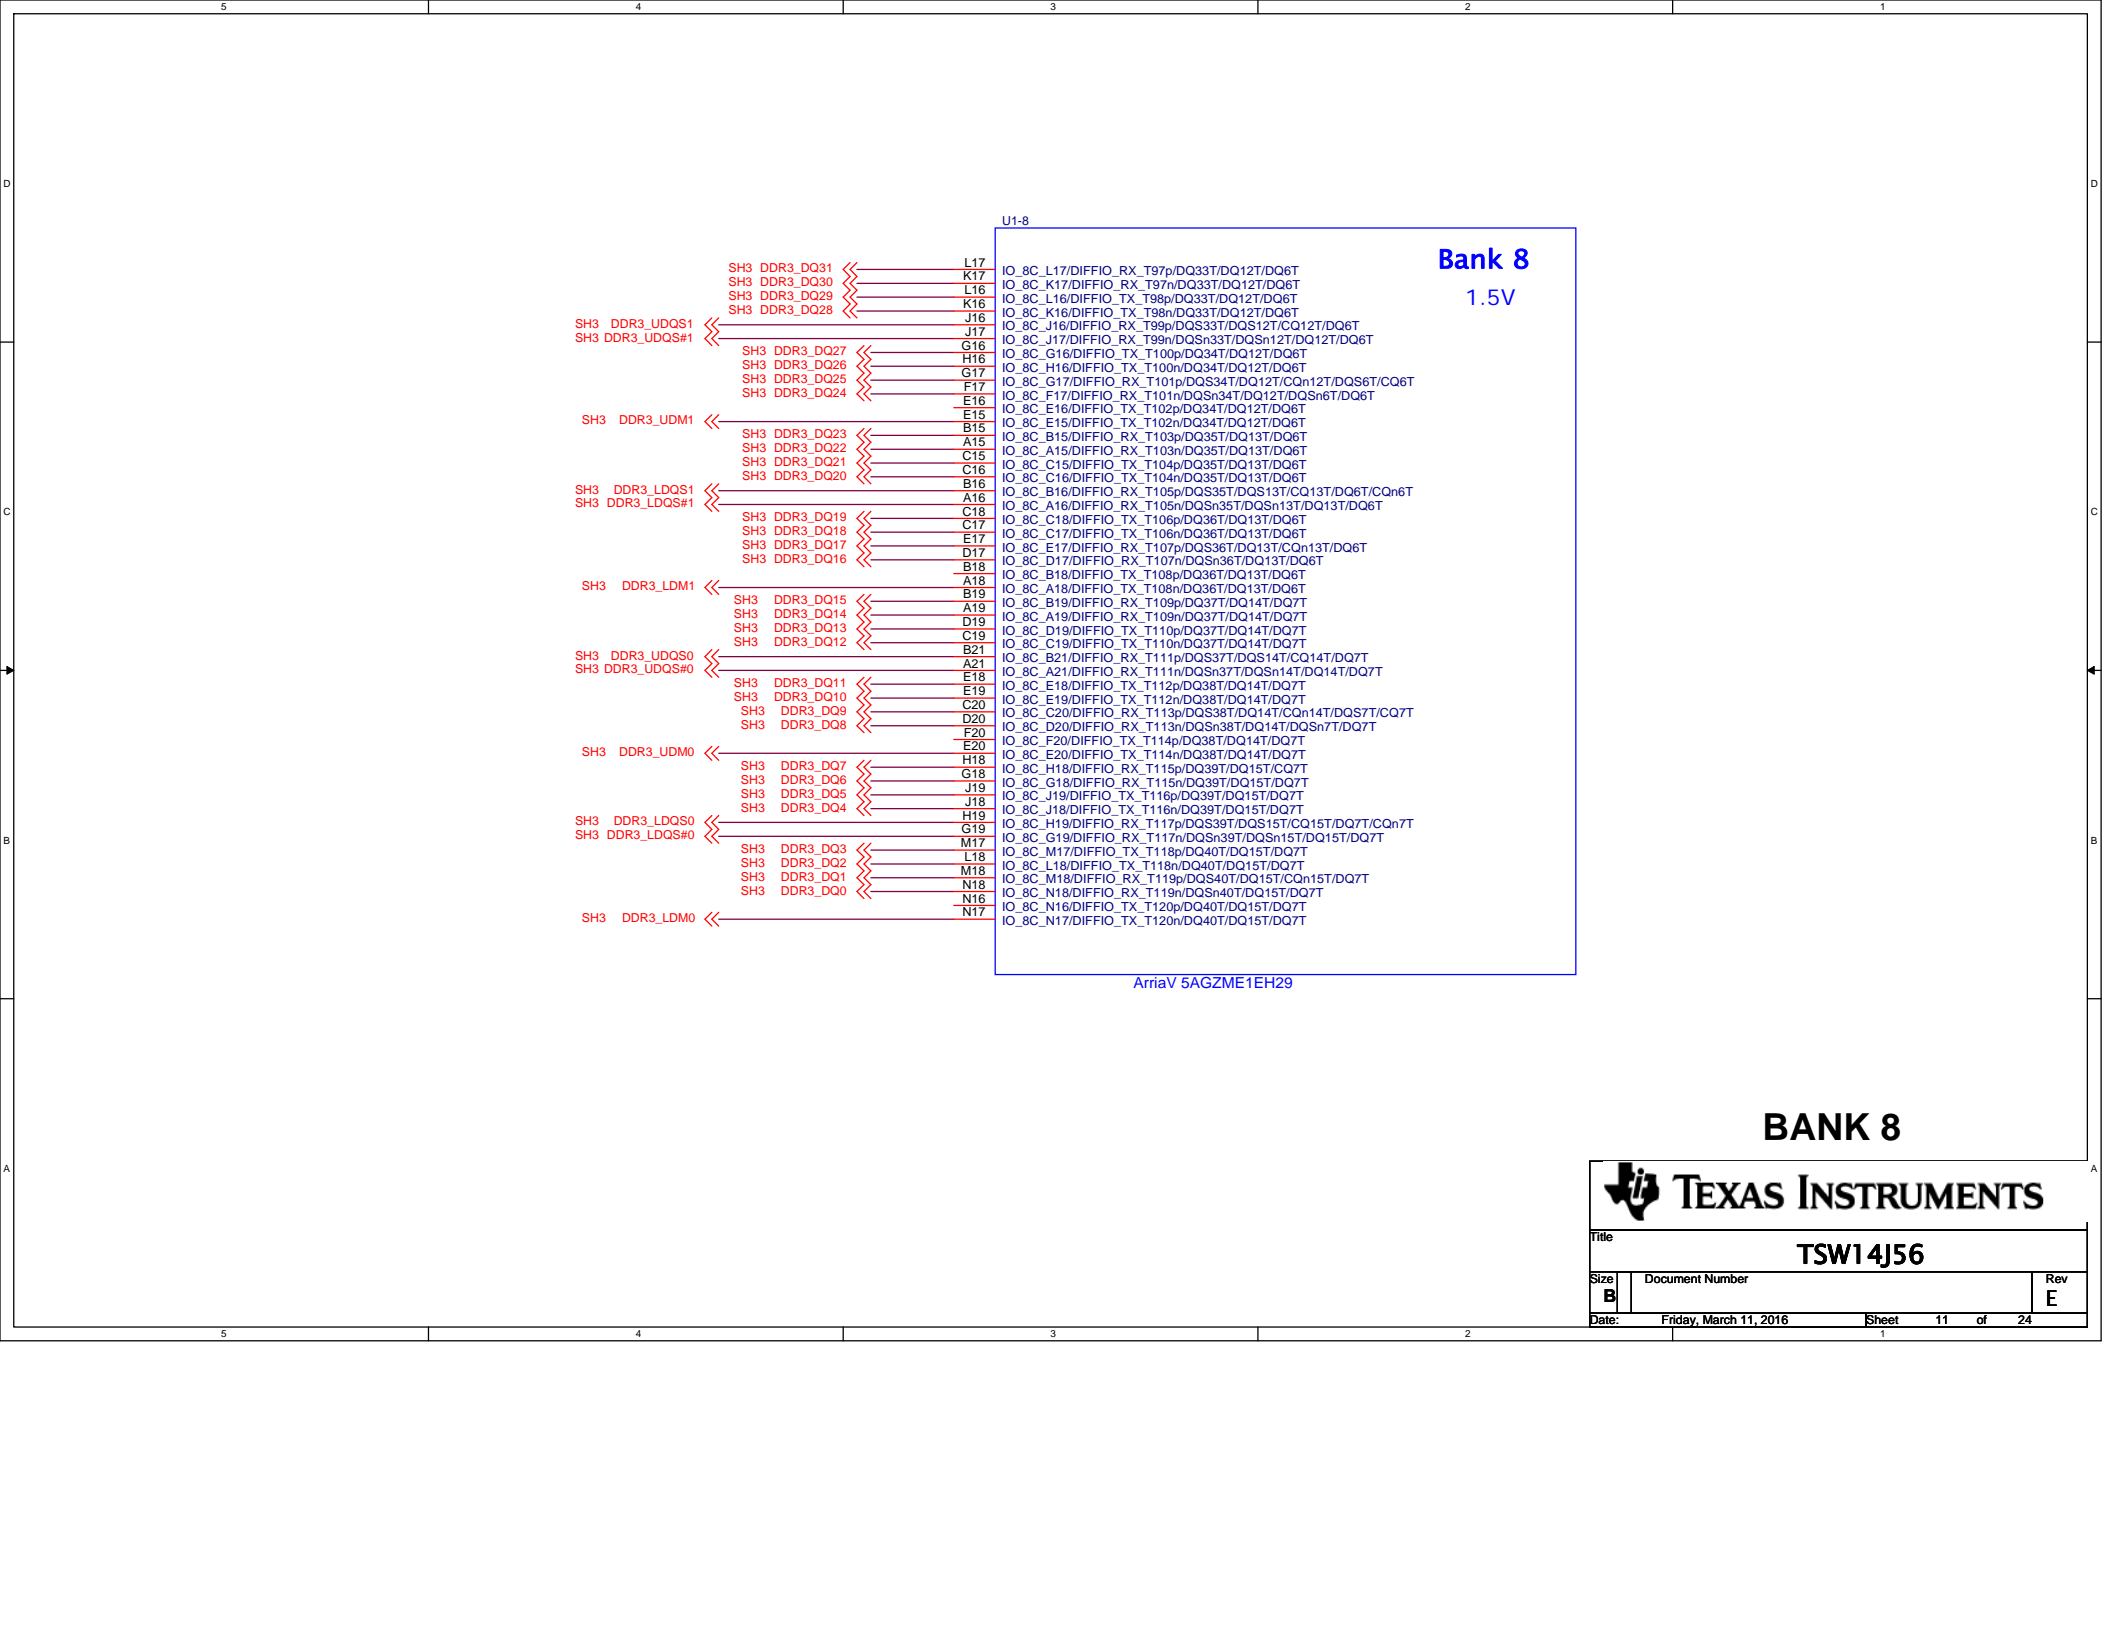 5 4 3 2 1
D D
C C
B B
A A
U1-8
Bank 8
1.5V
SH3 DDR3_DQ31 L17 IO_8C_L17/DIFFIO_RX_T97p/DQ33T/DQ12T/DQ6T
SH3 DDR3_DQ30 K17 IO_8C_K17/DIFFIO_RX_T97n/DQ33T/DQ12T/DQ6T
SH3 DDR3_DQ29 L16 IO_8C_L16/DIFFIO_TX_T98p/DQ33T/DQ12T/DQ6T
SH3 DDR3_DQ28 K16 IO_8C_K16/DIFFIO_TX_T98n/DQ33T/DQ12T/DQ6T
SH3 DDR3_UDQS1 J16 IO_8C_J16/DIFFIO_RX_T99p/DQS33T/DQS12T/CQ12T/DQ6T
SH3 DDR3_UDQS#1 J17 IO_8C_J17/DIFFIO_RX_T99n/DQSn33T/DQSn12T/DQ12T/DQ6T
SH3 DDR3_DQ27 G16 IO_8C_G16/DIFFIO_TX_T100p/DQ34T/DQ12T/DQ6T
SH3 DDR3_DQ26 H16 IO_8C_H16/DIFFIO_TX_T100n/DQ34T/DQ12T/DQ6T
SH3 DDR3_DQ25 G17 IO_8C_G17/DIFFIO_RX_T101p/DQS34T/DQ12T/CQn12T/DQS6T/CQ6T
SH3 DDR3_DQ24 F17 IO_8C_F17/DIFFIO_RX_T101n/DQSn34T/DQ12T/DQSn6T/DQ6T
E16 IO_8C_E16/DIFFIO_TX_T102p/DQ34T/DQ12T/DQ6T
SH3 DDR3_UDM1 E15 IO_8C_E15/DIFFIO_TX_T102n/DQ34T/DQ12T/DQ6T
SH3 DDR3_DQ23 B15 IO_8C_B15/DIFFIO_RX_T103p/DQ35T/DQ13T/DQ6T
SH3 DDR3_DQ22 A15 IO_8C_A15/DIFFIO_RX_T103n/DQ35T/DQ13T/DQ6T
SH3 DDR3_DQ21 C15 IO_8C_C15/DIFFIO_TX_T104p/DQ35T/DQ13T/DQ6T
SH3 DDR3_DQ20 C16 IO_8C_C16/DIFFIO_TX_T104n/DQ35T/DQ13T/DQ6T
SH3 DDR3_LDQS1 B16 IO_8C_B16/DIFFIO_RX_T105p/DQS35T/DQS13T/CQ13T/DQ6T/CQn6T
SH3 DDR3_LDQS#1 A16 IO_8C_A16/DIFFIO_RX_T105n/DQSn35T/DQSn13T/DQ13T/DQ6T
SH3 DDR3_DQ19 C18 IO_8C_C18/DIFFIO_TX_T106p/DQ36T/DQ13T/DQ6T
SH3 DDR3_DQ18 C17 IO_8C_C17/DIFFIO_TX_T106n/DQ36T/DQ13T/DQ6T
SH3 DDR3_DQ17 E17 IO_8C_E17/DIFFIO_RX_T107p/DQS36T/DQ13T/CQn13T/DQ6T
SH3 DDR3_DQ16 D17 IO_8C_D17/DIFFIO_RX_T107n/DQSn36T/DQ13T/DQ6T
B18 IO_8C_B18/DIFFIO_TX_T108p/DQ36T/DQ13T/DQ6T
SH3 DDR3_LDM1 A18 IO_8C_A18/DIFFIO_TX_T108n/DQ36T/DQ13T/DQ6T
SH3 DDR3_DQ15 B19 IO_8C_B19/DIFFIO_RX_T109p/DQ37T/DQ14T/DQ7T
SH3 DDR3_DQ14 A19 IO_8C_A19/DIFFIO_RX_T109n/DQ37T/DQ14T/DQ7T
SH3 DDR3_DQ13 D19 IO_8C_D19/DIFFIO_TX_T110p/DQ37T/DQ14T/DQ7T
SH3 DDR3_DQ12 C19 IO_8C_C19/DIFFIO_TX_T110n/DQ37T/DQ14T/DQ7T
SH3 DDR3_UDQS0 B21 IO_8C_B21/DIFFIO_RX_T111p/DQS37T/DQS14T/CQ14T/DQ7T
SH3 DDR3_UDQS#0 A21 IO_8C_A21/DIFFIO_RX_T111n/DQSn37T/DQSn14T/DQ14T/DQ7T
SH3 DDR3_DQ11 E18 IO_8C_E18/DIFFIO_TX_T112p/DQ38T/DQ14T/DQ7T
SH3 DDR3_DQ10 E19 IO_8C_E19/DIFFIO_TX_T112n/DQ38T/DQ14T/DQ7T
SH3 DDR3_DQ9 C20 IO_8C_C20/DIFFIO_RX_T113p/DQS38T/DQ14T/CQn14T/DQS7T/CQ7T
SH3 DDR3_DQ8 D20 IO_8C_D20/DIFFIO_RX_T113n/DQSn38T/DQ14T/DQSn7T/DQ7T
F20 IO_8C_F20/DIFFIO_TX_T114p/DQ38T/DQ14T/DQ7T
SH3 DDR3_UDM0 E20 IO_8C_E20/DIFFIO_TX_T114n/DQ38T/DQ14T/DQ7T
SH3 DDR3_DQ7 H18 IO_8C_H18/DIFFIO_RX_T115p/DQ39T/DQ15T/CQ7T
SH3 DDR3_DQ6 G18 IO_8C_G18/DIFFIO_RX_T115n/DQ39T/DQ15T/DQ7T
SH3 DDR3_DQ5 J19 IO_8C_J19/DIFFIO_TX_T116p/DQ39T/DQ15T/DQ7T
SH3 DDR3_DQ4 J18 IO_8C_J18/DIFFIO_TX_T116n/DQ39T/DQ15T/DQ7T
SH3 DDR3_LDQS0 H19 IO_8C_H19/DIFFIO_RX_T117p/DQS39T/DQS15T/CQ15T/DQ7T/CQn7T
SH3 DDR3_LDQS#0 G19 IO_8C_G19/DIFFIO_RX_T117n/DQSn39T/DQSn15T/DQ15T/DQ7T
SH3 DDR3_DQ3 M17 IO_8C_M17/DIFFIO_TX_T118p/DQ40T/DQ15T/DQ7T
SH3 DDR3_DQ2 L18 IO_8C_L18/DIFFIO_TX_T118n/DQ40T/DQ15T/DQ7T
SH3 DDR3_DQ1 M18 IO_8C_M18/DIFFIO_RX_T119p/DQS40T/DQ15T/CQn15T/DQ7T
SH3 DDR3_DQ0 N18 IO_8C_N18/DIFFIO_RX_T119n/DQSn40T/DQ15T/DQ7T
N16 IO_8C_N16/DIFFIO_TX_T120p/DQ40T/DQ15T/DQ7T
SH3 DDR3_LDM0 N17 IO_8C_N17/DIFFIO_TX_T120n/DQ40T/DQ15T/DQ7T
ArriaV 5AGZME1EH29
BANK 8
TEXAS INSTRUMENTS
Title
TSW14J56
Size Document Number Rev
B E
Date: Friday, March 11, 2016 Sheet 11 of 24
5 4 3 2 1